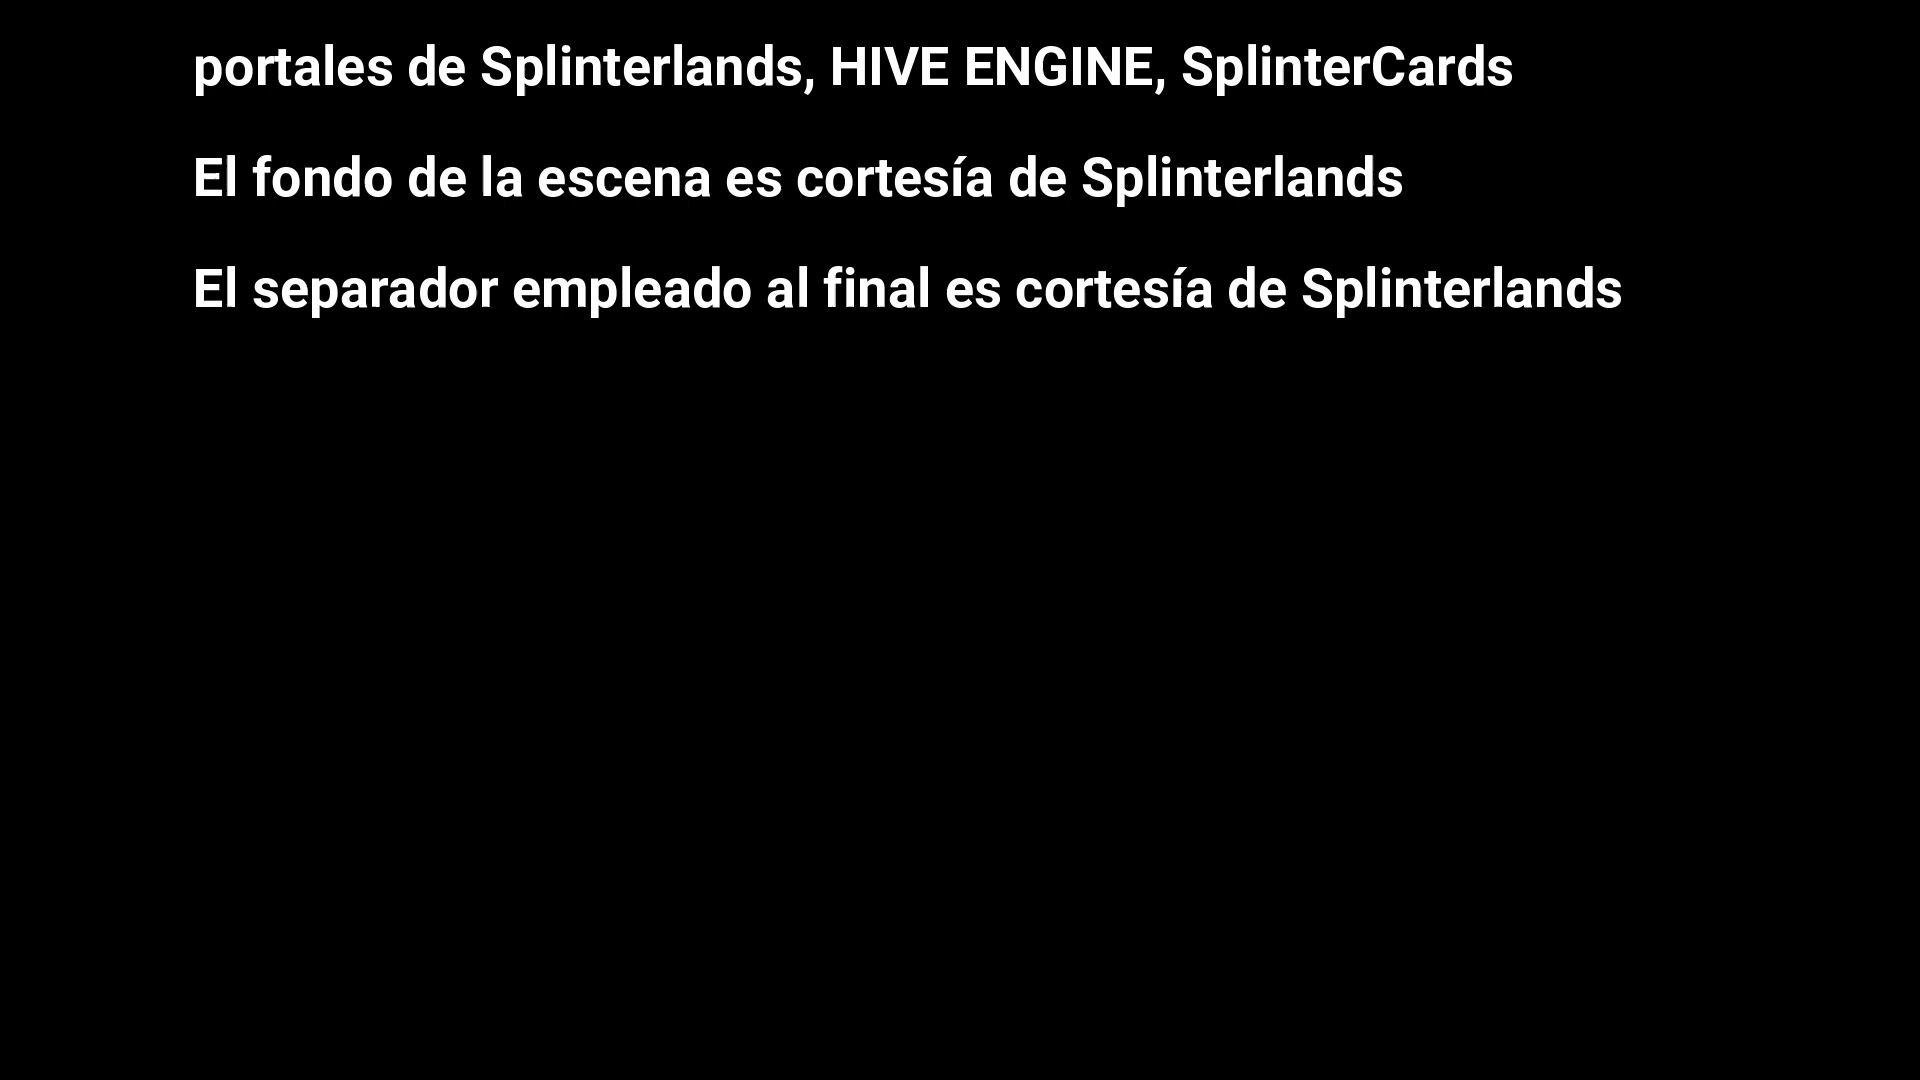 portales de Splinterlands, HIVE ENGINE, SplinterCards
El fondo de la escena es cortesía de Splinterlands
El separador empleado al final es cortesía de Splinterlands